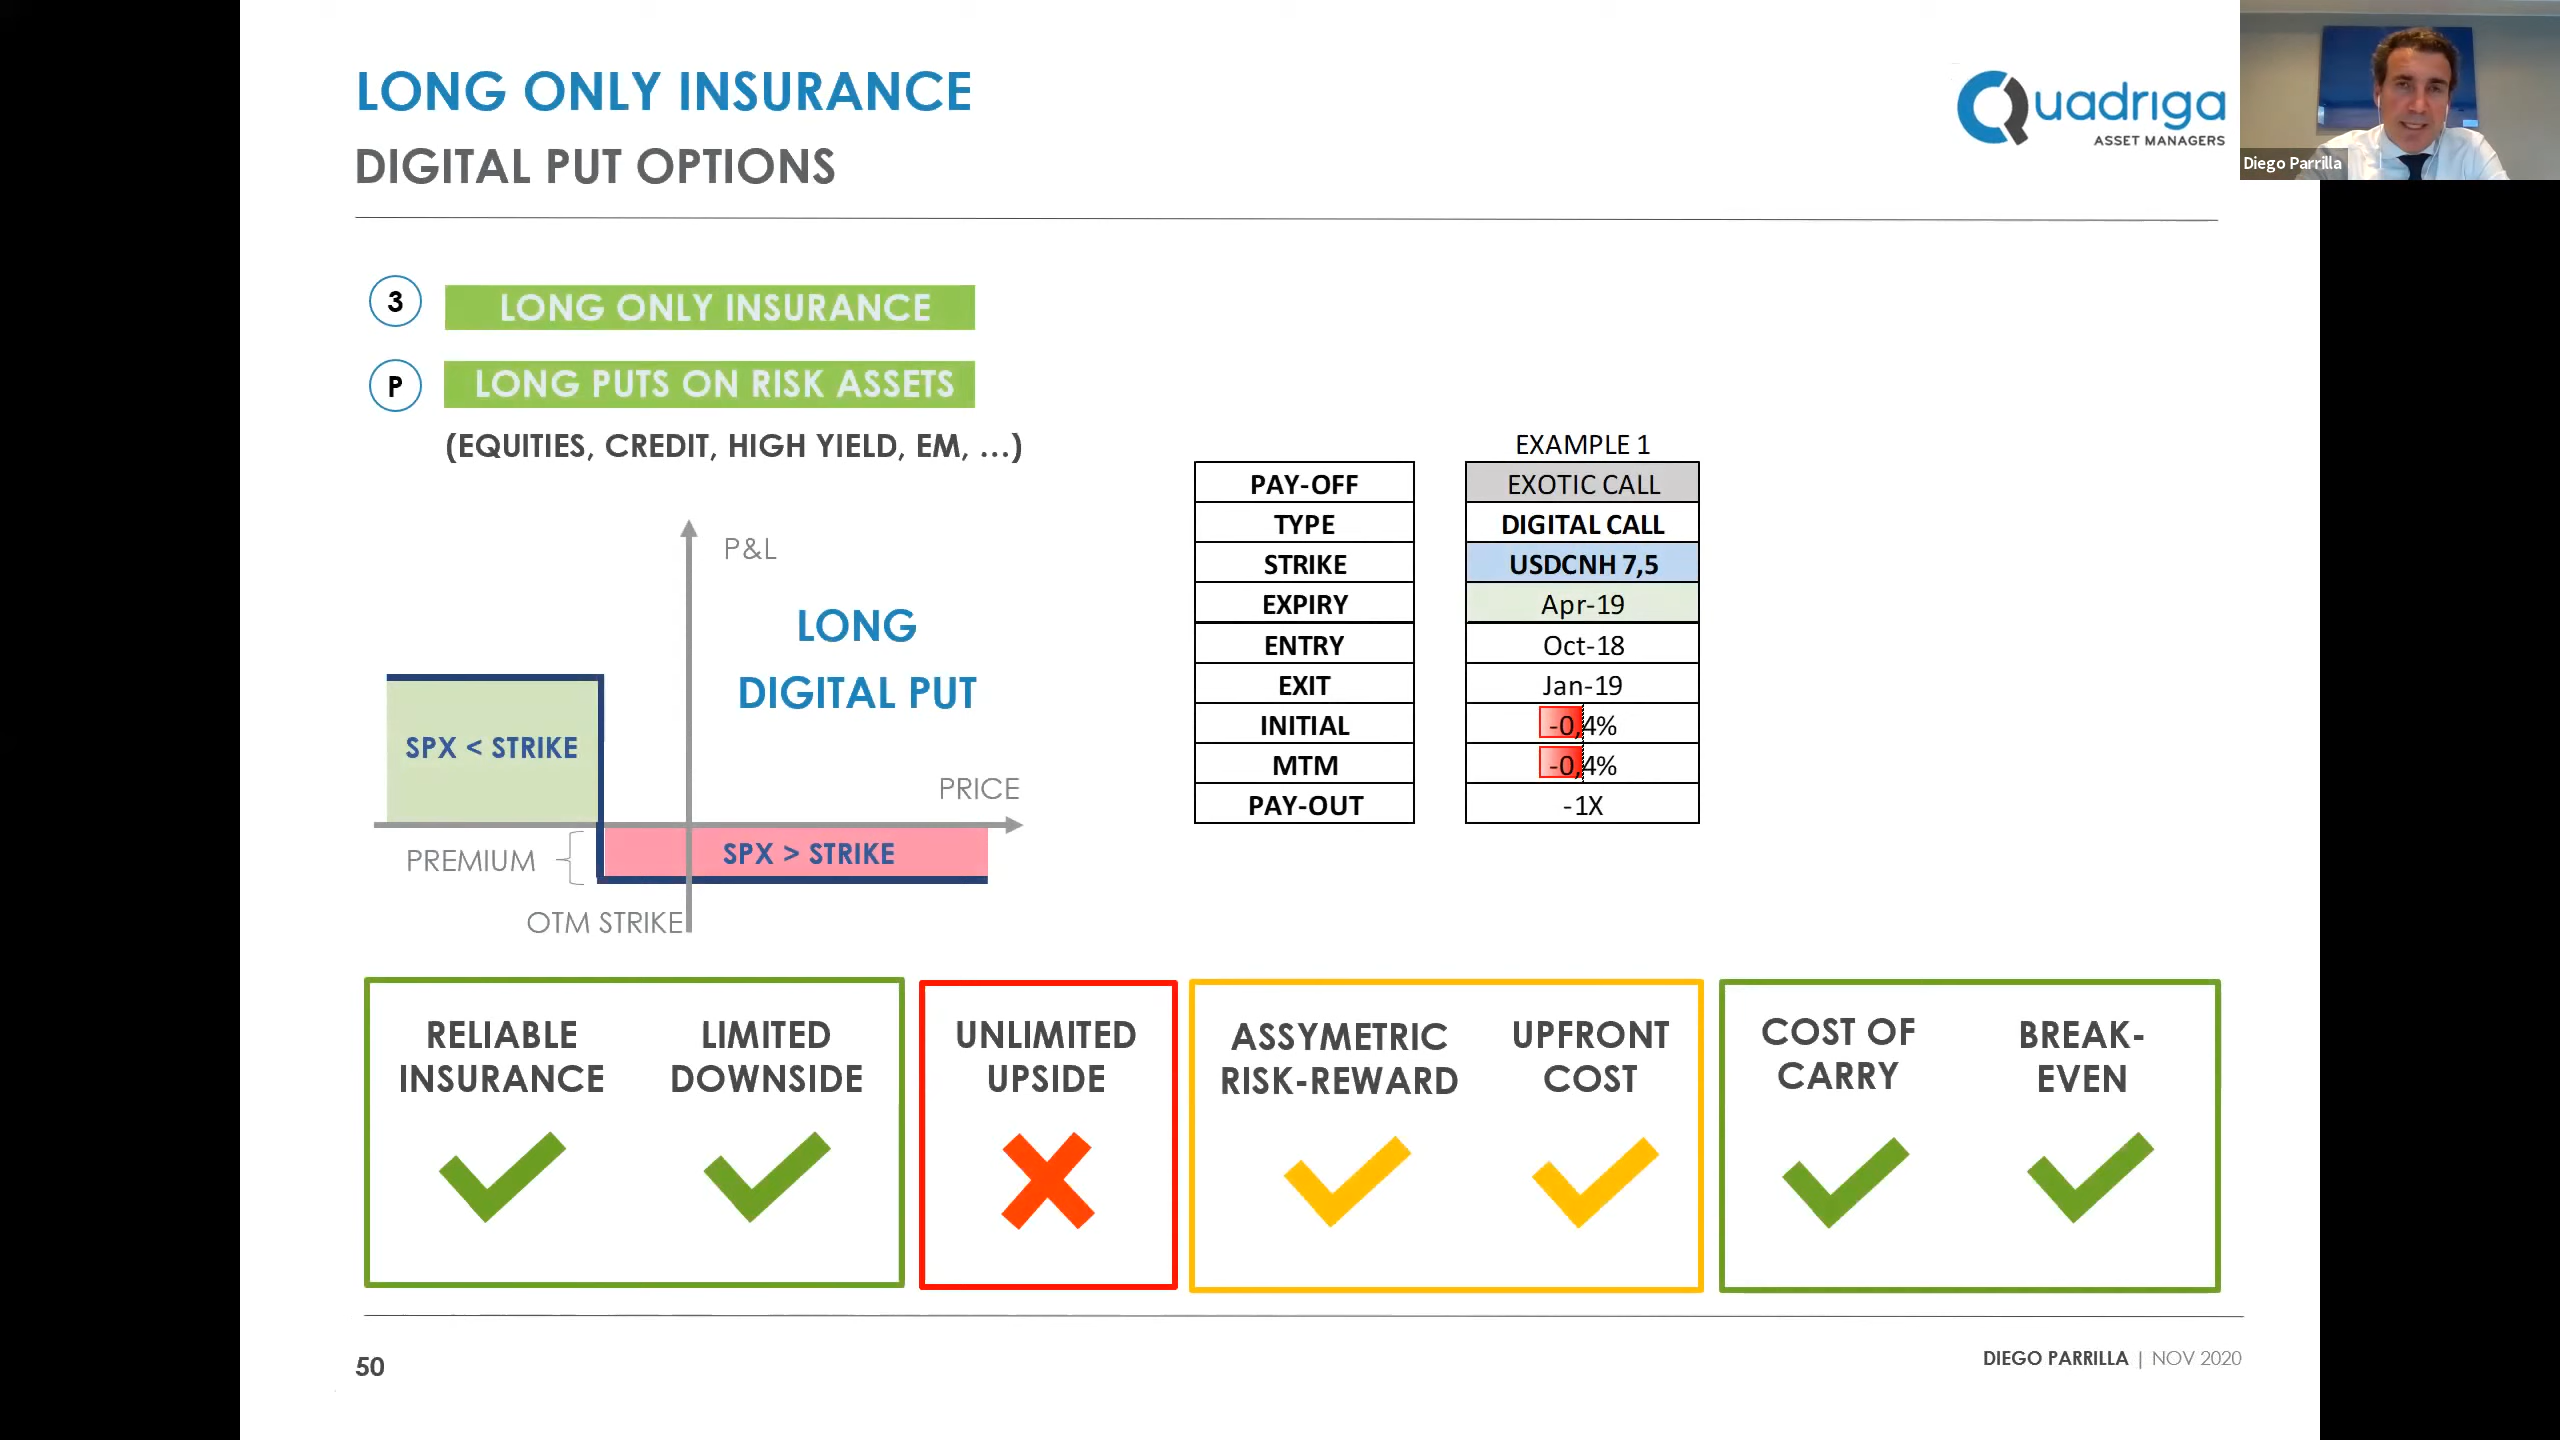 LONG ONLY INSURANCE
DIGITAL PUT OPTIONS
Quadriga
ASSET MANAGERS
Diego Parrilla
3
LONG ONLY INSURANCE
P
LONG PUTS ON RISK ASSETS
(EQUITIES, CREDIT, HIGH YIELD, EM, ...)
P&L
LONG
DIGITAL PUT
SPX < STRIKE
PRICE
PREMIUM
SPX > STRIKE
OTM STRIKE
EXAMPLE 1
PAY-OFF EXOTIC CALL
TYPE DIGITAL CALL
STRIKE USDCNH 7,5
EXPIRY Apr-19
ENTRY Oct-18
EXIT Jan-19
INITIAL -0,4%
MTM -0,4%
PAY-OUT -1X
RELIABLE
INSURANCE
LIMITED
DOWNSIDE
UNLIMITED
UPSIDE
ASSYMETRIC
RISK-REWARD
UPFRONT
COST
COST OF
CARRY
BREAK-
EVEN
50
DIEGO PARRILLA | NOV 2020